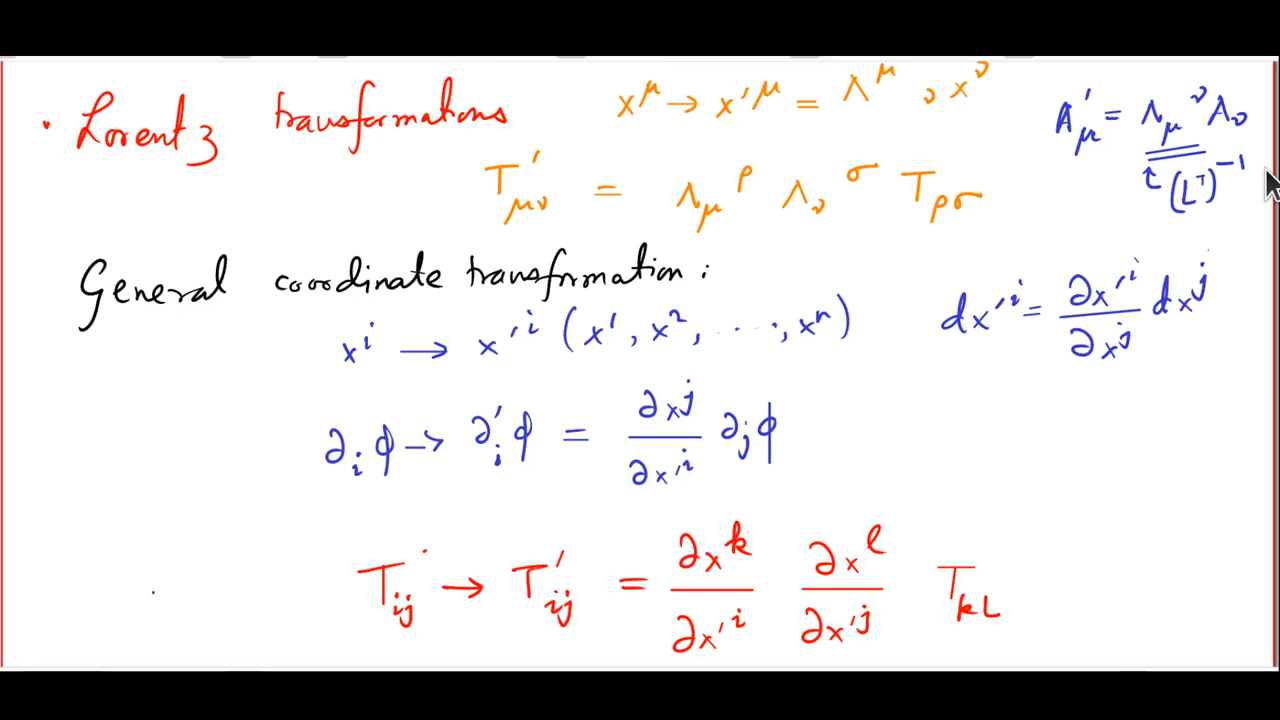 • Lorentz transformations x^μ → x'^μ = Λ^μ_ν x^ν
A'_μ = Λ_μ^ν A_ν
↑ (L^T)^{-1}
T'_μν = Λ_μ^ρ Λ_ν^σ T_ρσ
General coordinate transformation:
x^i → x'^i (x^1, x^2, ....., x^n) dx'^i = ∂x'^i/∂x^j dx^j
∂_i φ → ∂'_i φ = ∂x^j/∂x'^i ∂_j φ
T_ij → T'_ij = ∂x^k/∂x'^i ∂x^l/∂x'^j T_kl